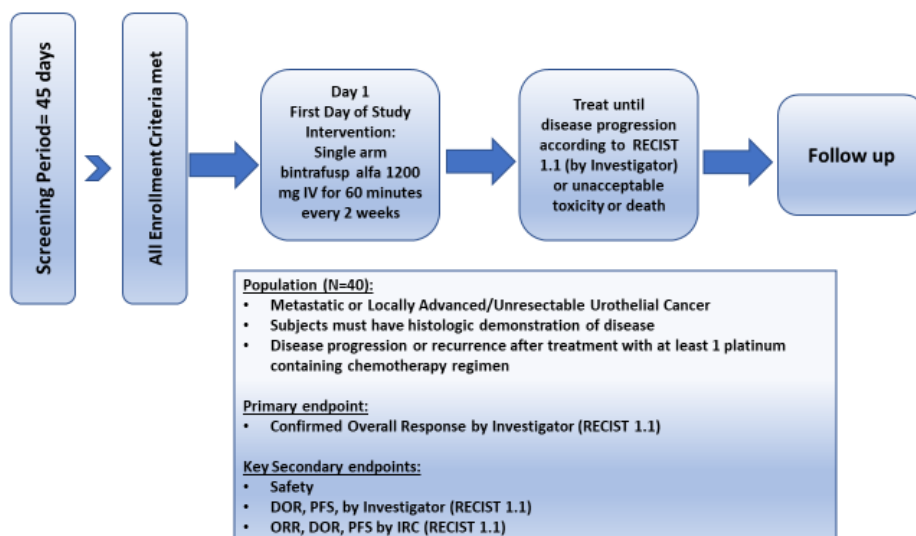 Screening Period= 45 days
All Enrollment Criteria met
Day 1
First Day of Study
Intervention:
Single arm
bintrafusp alfa 1200
mg IV for 60 minutes
every 2 weeks
Treat until
disease progression
according to RECIST
1.1 (by Investigator)
or unacceptable
toxicity or death
Follow up
Population (N=40):
• Metastatic or Locally Advanced/Unresectable Urothelial Cancer
• Subjects must have histologic demonstration of disease
• Disease progression or recurrence after treatment with at least 1 platinum
containing chemotherapy regimen
Primary endpoint:
• Confirmed Overall Response by Investigator (RECIST 1.1)
Key Secondary endpoints:
• Safety
• DOR, PFS, by Investigator (RECIST 1.1)
• ORR, DOR, PFS by IRC (RECIST 1.1)